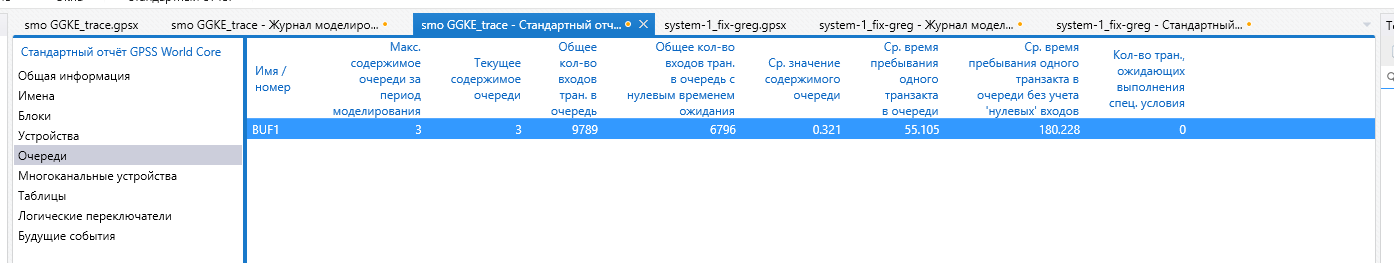 smo GGKE_trace.gpsx
smo GGKE_trace - Журнал моделиро...
smo GGKE_trace - Стандартный отч...
system-1_fix-greg.gpsx
system-1_fix-greg - Журнал модел...
system-1_fix-greg - Стандартный...
Стандартный отчёт GPSS World Core
Общая информация
Имена
Блоки
Устройства
Очереди
Многоканальные устройства
Таблицы
Логические переключатели
Будущие события
Имя /
номер
Макс.
содержимое
очереди за
период
моделирования
Текущее
содержимое
очереди
Общее
кол-во
входов
тран. в
очередь
Общее кол-во
входов тран.
в очередь с
нулевым временем
ожидания
Ср. значение
содержимого
очереди
Ср. время
пребывания
одного
транзакта
в очереди
Ср. время
пребывания одного
транзакта в
очереди без учета
'нулевых' входов
Кол-во тран.,
ожидающих
выполнения
спец. условия
BUF1 3 3 9789 6796 0.321 55.105 180.228 0